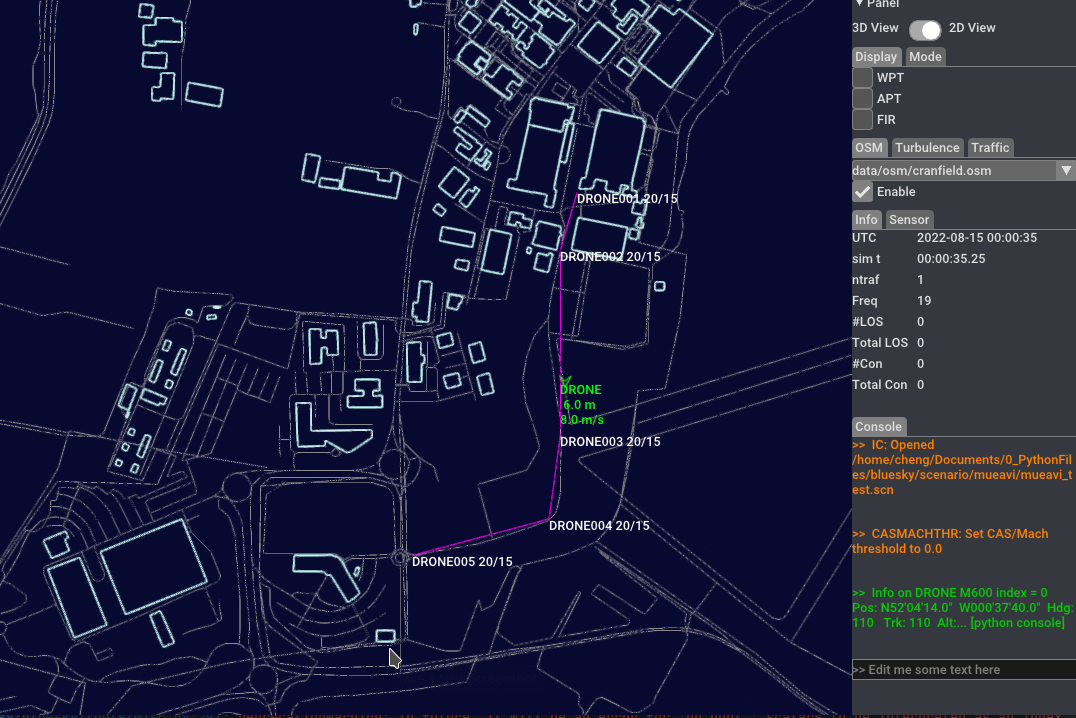 Panel
3D View 2D View
Display Mode
WPT
APT
FIR
OSM Turbulence Traffic
data/osm/cranfield.osm
Enable
Info Sensor
UTC 2022-08-15 00:00:35
sim t 00:00:35.25
ntraf 1
Freq 19
#LOS 0
Total LOS 0
#Con 0
Total Con 0
Console
>> IC: Opened
/home/cheng/Documents/0_PythonFil
es/bluesky/scenario/mueavi/mueavi_t
est.scn
>> CASMACHTHR: Set CAS/Mach
threshold to 0.0
>> Info on DRONE M600 index = 0
Pos: N52'04'14.0" W000'37'40.0" Hdg:
110 Trk: 110 Alt:... [python console]
>> Edit me some text here
DRONE001 20/15
DRONE002 20/15
DRONE
6.0 m
8.0 m/s
DRONE003 20/15
DRONE004 20/15
DRONE005 20/15